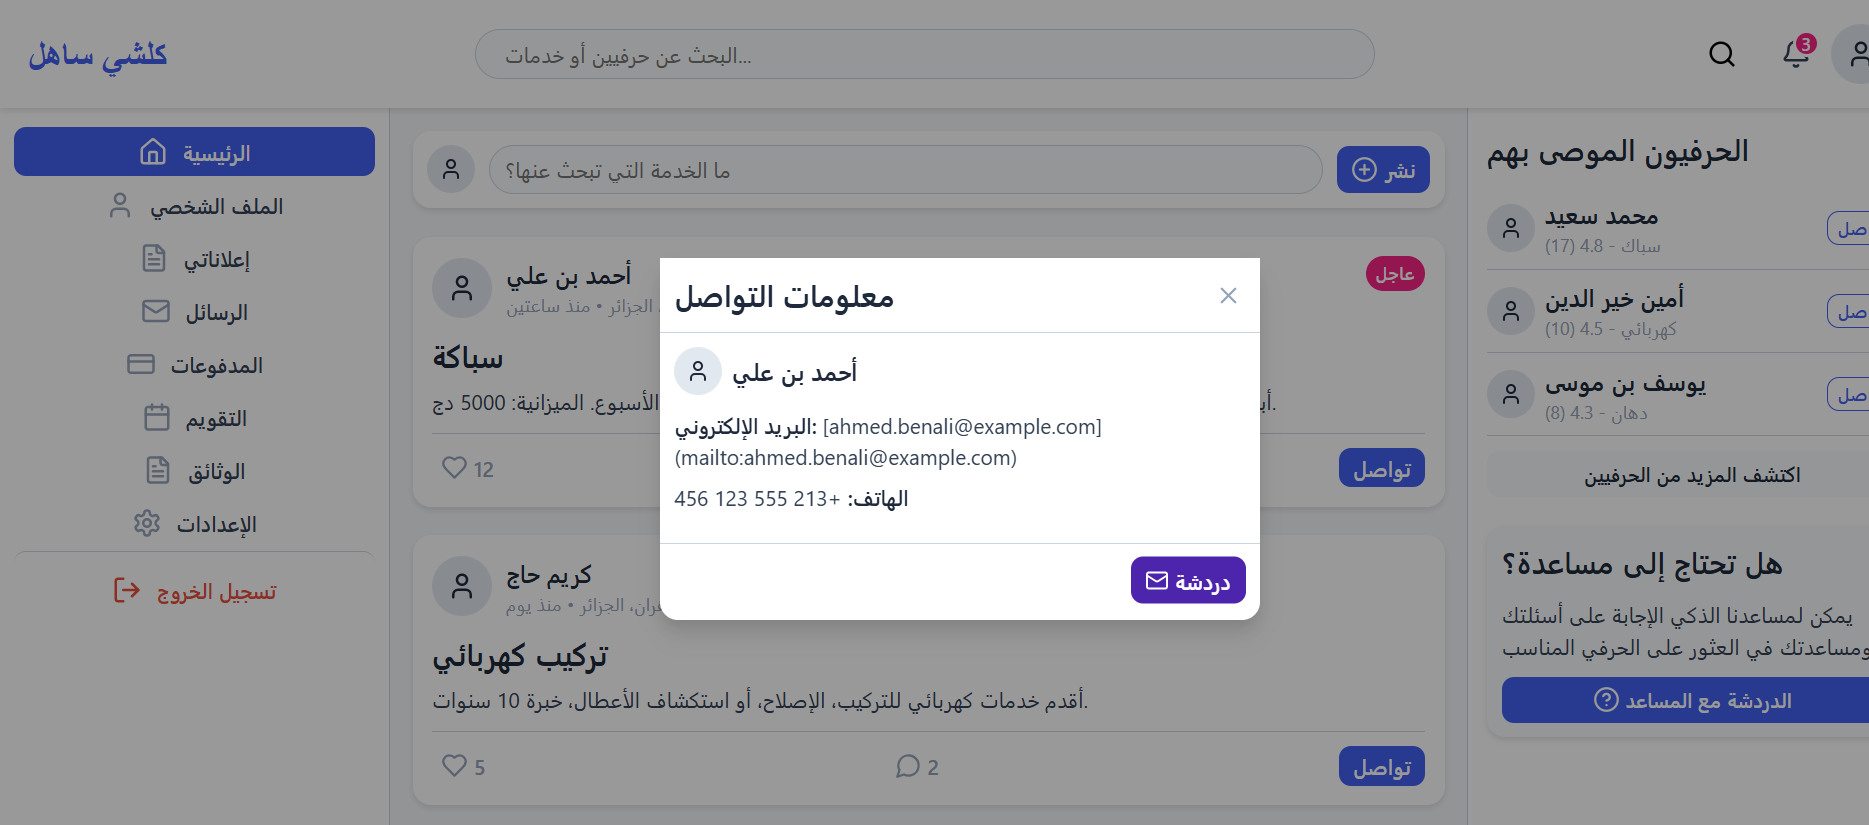 كلشي ساهل
البحث عن حرفيين أو خدمات...
3
الرئيسية
الملف الشخصي
إعلاناتي
الرسائل
المدفوعات
التقويم
الوثائق
الإعدادات
تسجيل الخروج
ما الخدمة التي تبحث عنها؟
نشر
أحمد بن علي
الجزائر • منذ ساعتين
عاجل
سباكة
الأسبوع. الميزانية: 5000 دج
12
تواصل
معلومات التواصل
أحمد بن علي
البريد الإلكتروني: [ahmed.benali@example.com]
(mailto:ahmed.benali@example.com)
الهاتف: +213 555 123 456
دردشة
كريم حاج
الجزائر • منذ يوم
تركيب كهربائي
أقدم خدمات كهربائي للتركيب، الإصلاح، أو استكشاف الأعطال، خبرة 10 سنوات.
5
2
تواصل
الحرفيون الموصى بهم
محمد سعيد
سباك - 4.8 (17)
أمين خير الدين
كهربائي - 4.5 (10)
يوسف بن موسى
دهان - 4.3 (8)
اكتشف المزيد من الحرفيين
هل تحتاج إلى مساعدة؟
يمكن لمساعدنا الذكي الإجابة على أسئلتك
ومساعدتك في العثور على الحرفي المناسب
الدردشة مع المساعد